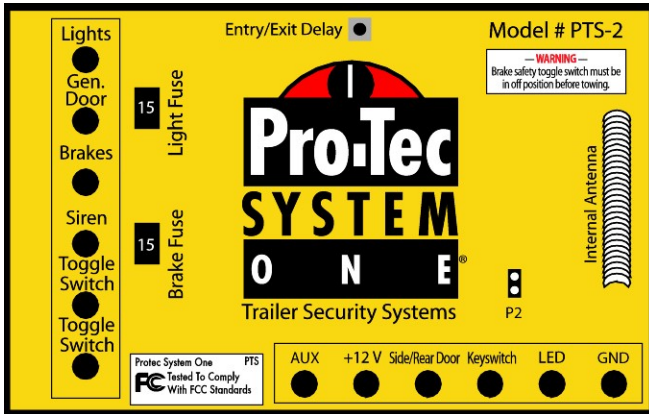 Lights
Gen.
Door
Brakes
Siren
Toggle
Switch
Toggle
Switch
15
Light Fuse
15
Brake Fuse
Entry/Exit Delay
Model # PTS-2
— WARNING —
Brake safety toggle switch must be
in off position before towing.
Pro-Tec
SYSTEM
ONE®
Trailer Security Systems
Internal Antenna
P2
Protec System One PTS
FC Tested To Comply
With FCC Standards
AUX +12 V Side/Rear Door Keyswitch LED GND